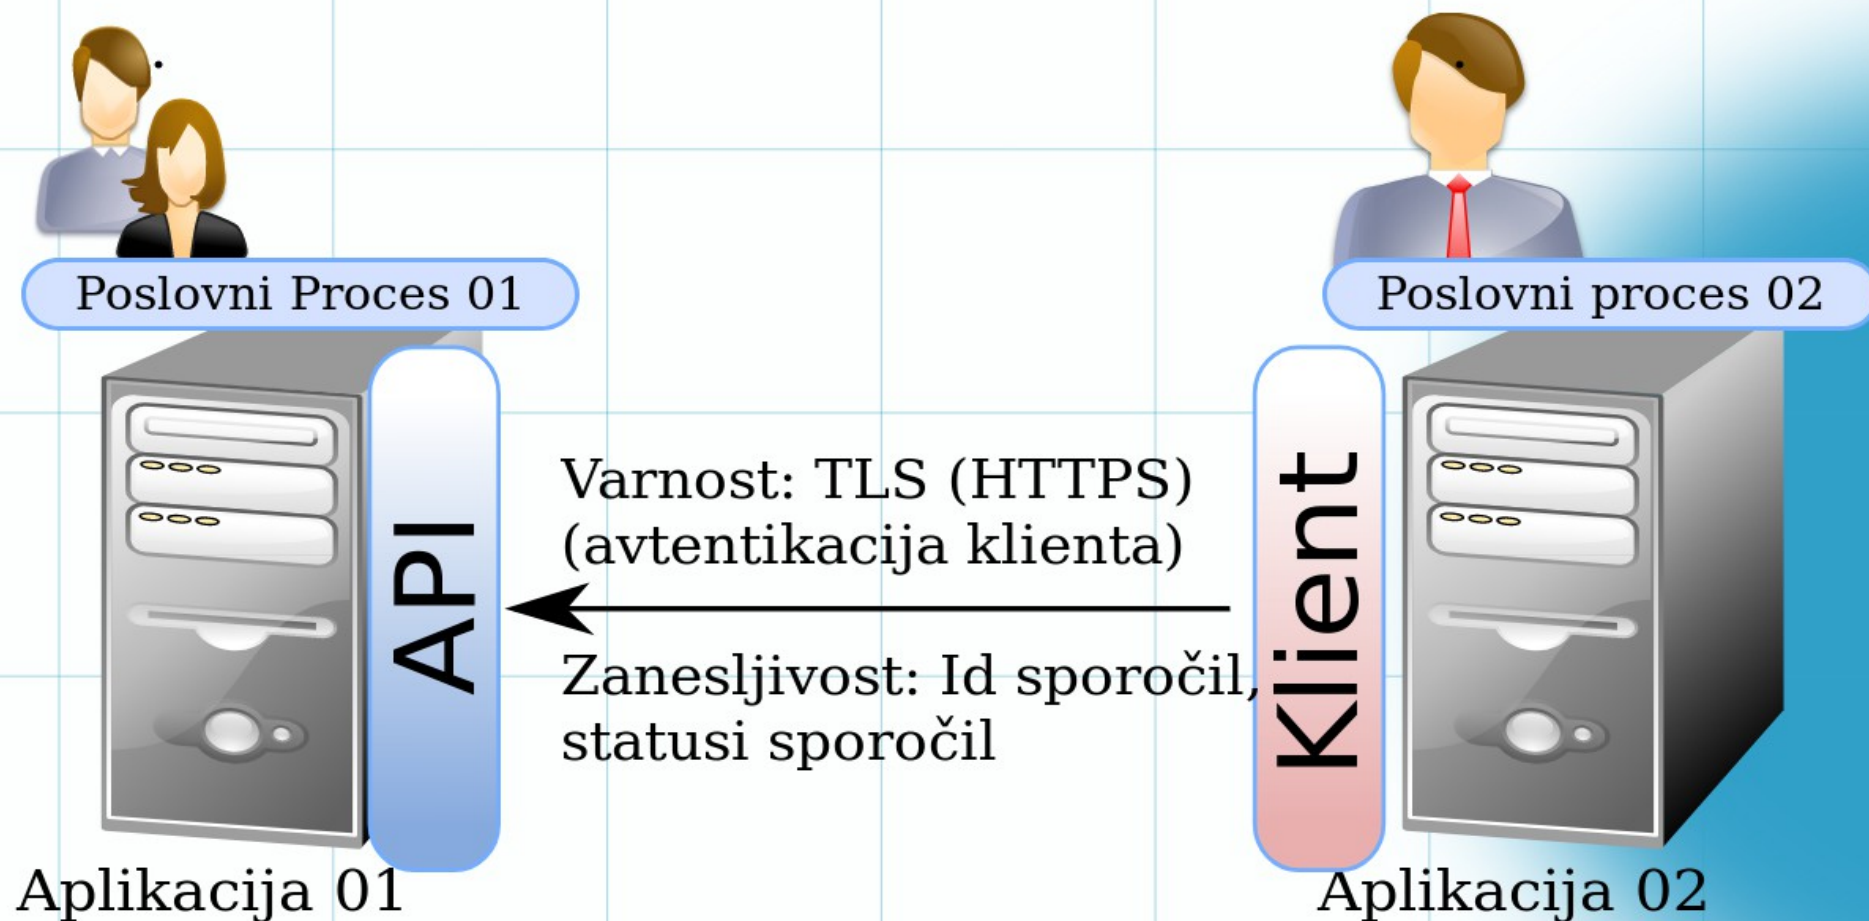 Poslovni Proces 01
Poslovni proces 02
API
Varnost: TLS (HTTPS)
(avtentikacija klienta)
Zanesljivost: Id sporočil,
statusi sporočil
Klient
Aplikacija 01
Aplikacija 02